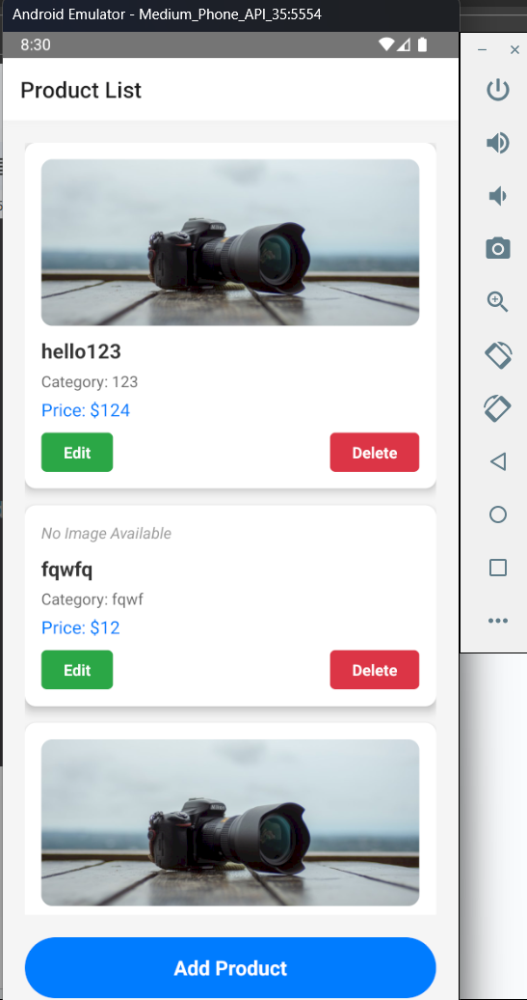 Android Emulator - Medium_Phone_API_35:5554
8:30
Product List
hello123
Category: 123
Price: $124
Edit
Delete
No Image Available
fqwfq
Category: fqwf
Price: $12
Edit
Delete
Add Product